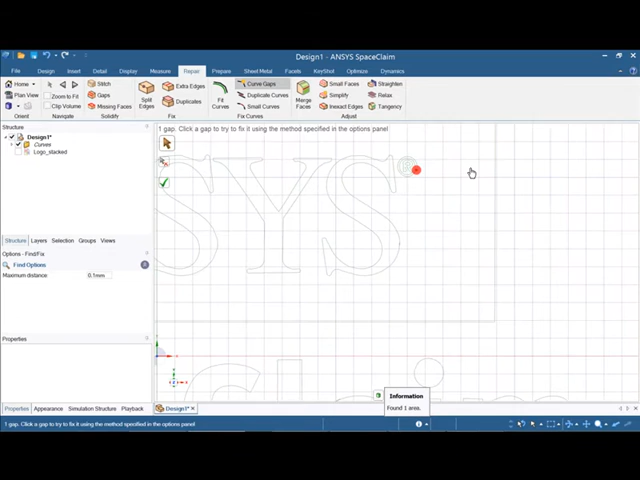 Design1 - ANSYS SpaceClaim
File Design Insert Detail Display Measure Repair Prepare Sheet Metal Facets KeyShot Optimize Dynamics
Home Stitch Extra Edges Curve Gaps Small Faces Straighten
Plan View Zoom to Fit Gaps Split Edges Duplicates Fit Curves Duplicate Curves Merge Faces Simplify Relax
Clip Volume Missing Faces Small Curves Inexact Edges Tangency
Orient Navigate Solidify Fix Fix Curves Adjust
Structure
1 gap. Click a gap to try to fix it using the method specified in the options panel
Design1*
Curves
Logo_stacked
SYS®
Structure Layers Selection Groups Views
Options - Find/Fix
Find Options
Maximum distance 0.1mm
Properties
Information
Found 1 area.
Properties Appearance Simulation Structure Playback Design1*
1 gap. Click a gap to try to fix it using the method specified in the options panel